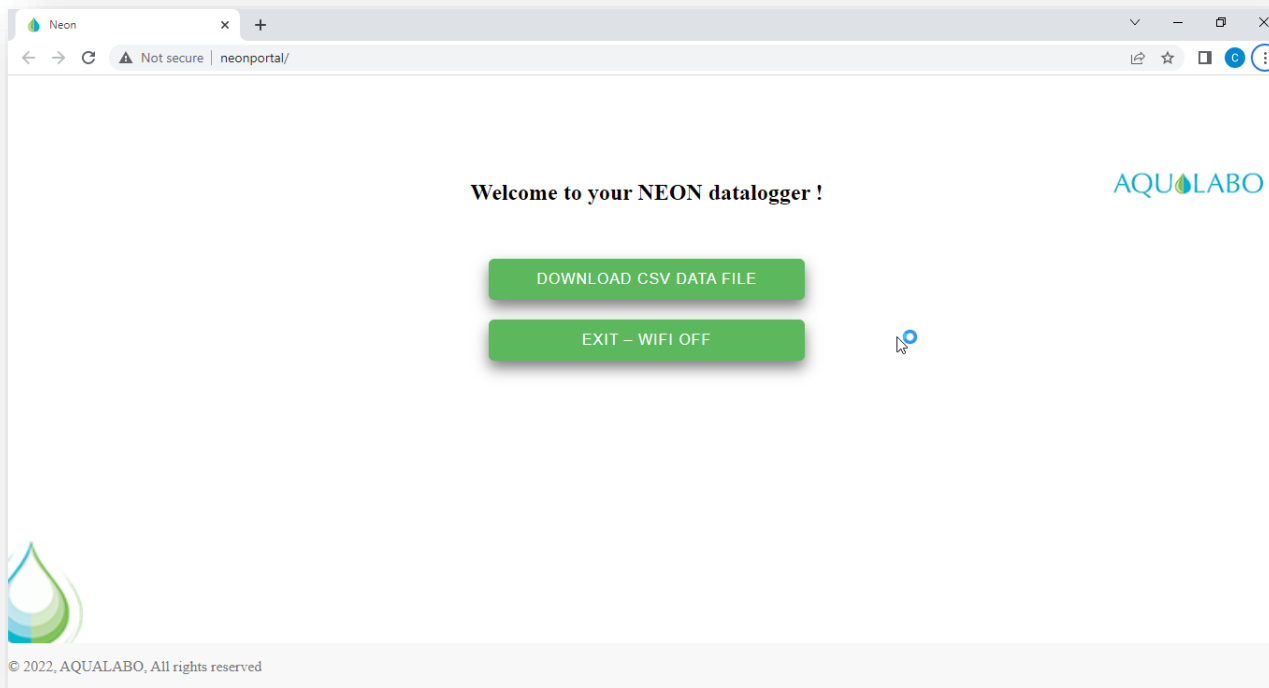 Neon
Not secure neonportal/
C
AQUALABO
Welcome to your NEON datalogger !
DOWNLOAD CSV DATA FILE
EXIT – WIFI OFF
© 2022, AQUALABO, All rights reserved